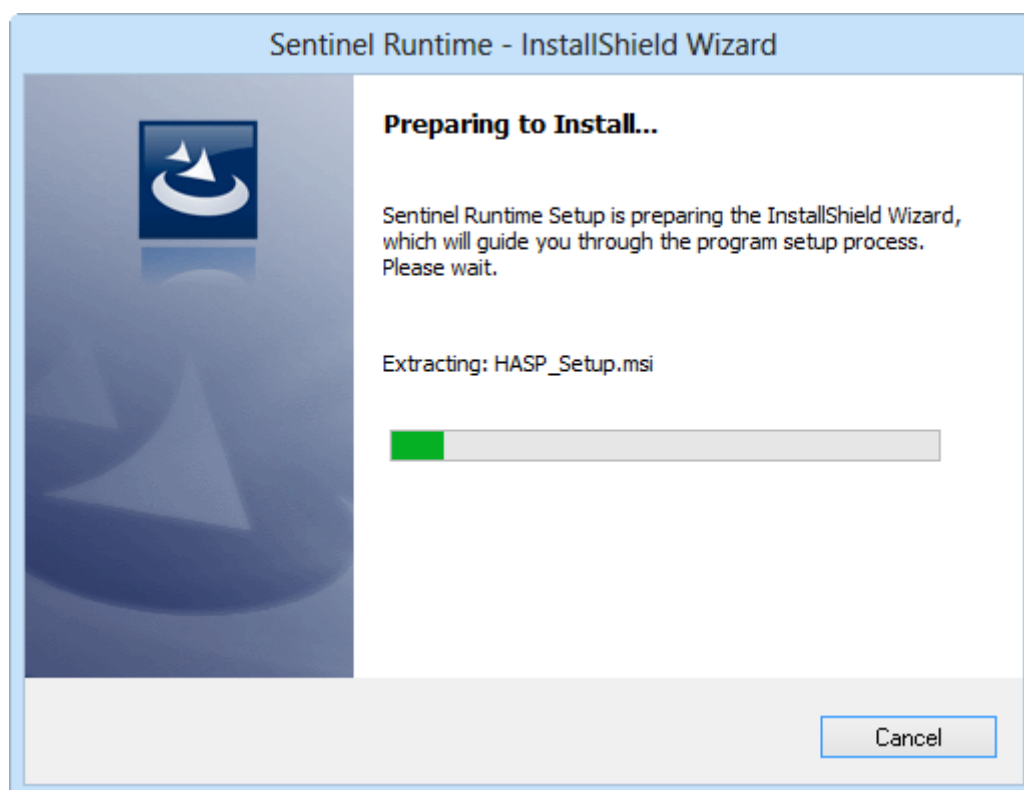 Sentinel Runtime - InstallShield Wizard
Preparing to Install...
Sentinel Runtime Setup is preparing the InstallShield Wizard,
which will guide you through the program setup process.
Please wait.
Extracting: HASP_Setup.msi
Cancel